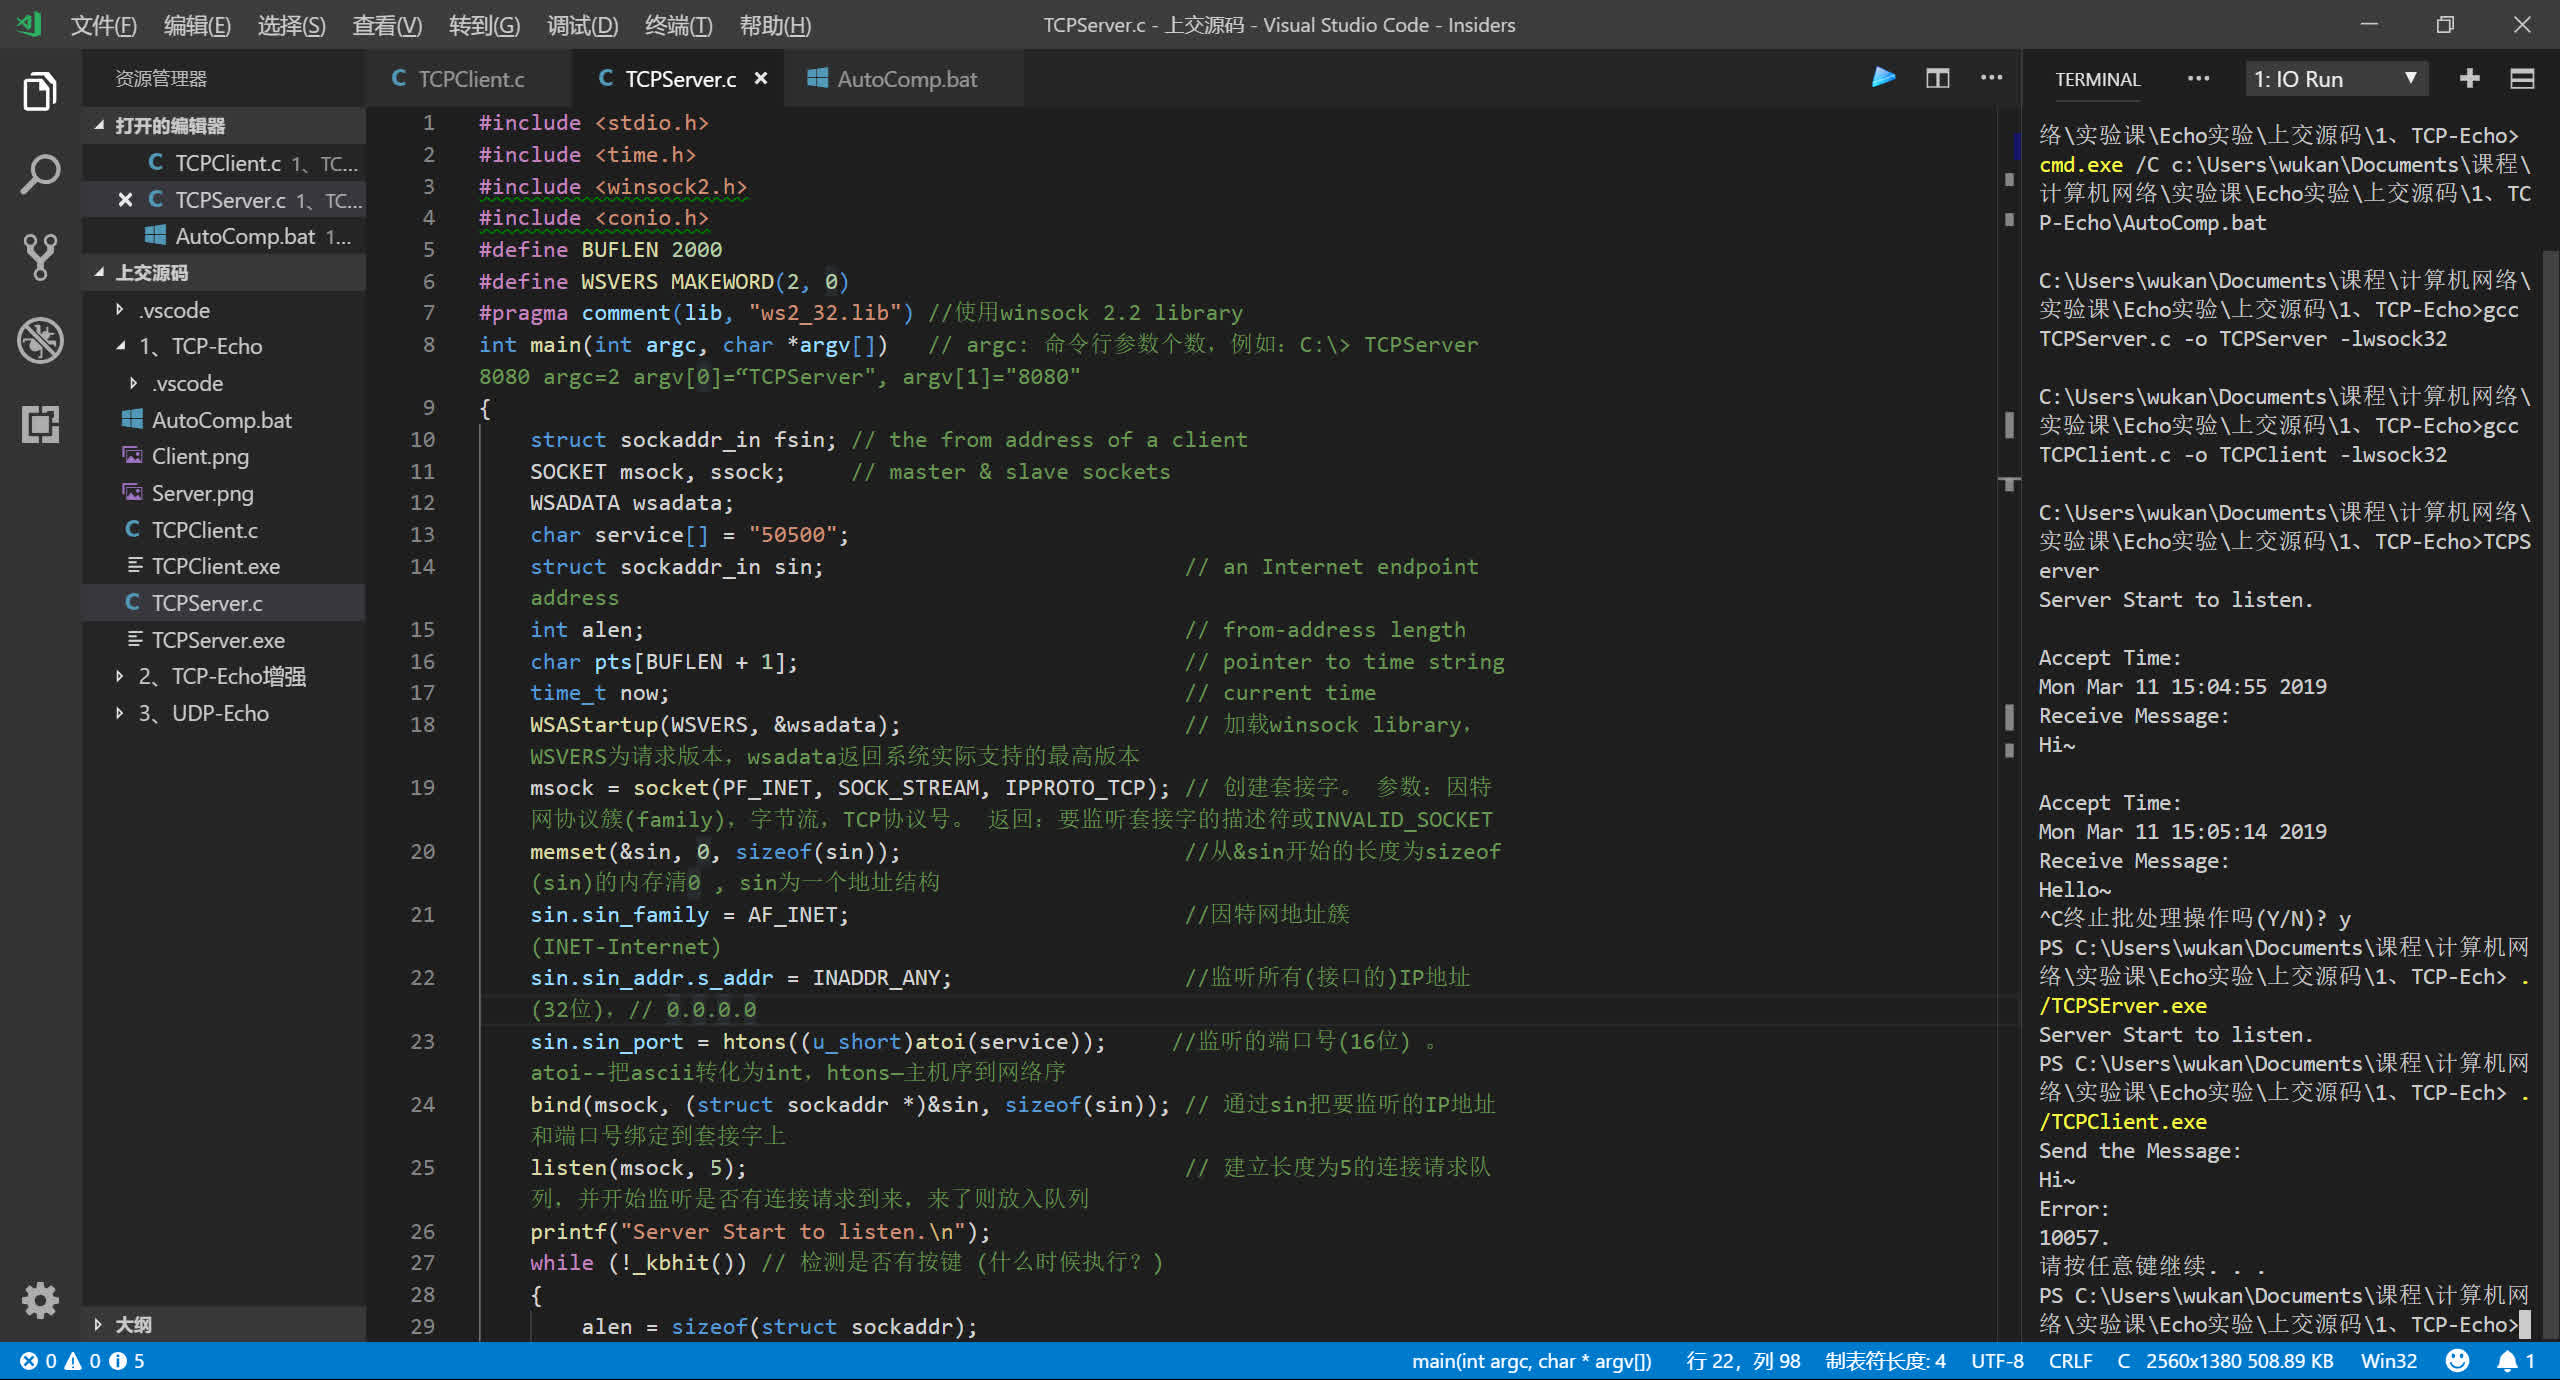 文件(F) 编辑(E) 选择(S) 查看(V) 转到(G) 调试(D) 终端(T) 帮助(H)
TCPServer.c - 上交源码 - Visual Studio Code - Insiders
资源管理器
打开的编辑器
TCPClient.c 1、TC...
TCPServer.c 1、TC...
AutoComp.bat 1...
上交源码
.vscode
1、TCP-Echo
.vscode
AutoComp.bat
Client.png
Server.png
TCPClient.c
TCPClient.exe
TCPServer.c
TCPServer.exe
2、TCP-Echo增强
3、UDP-Echo
大纲
TCPClient.c
TCPServer.c
AutoComp.bat
1 #include <stdio.h>
2 #include <time.h>
3 #include <winsock2.h>
4 #include <conio.h>
5 #define BUFLEN 2000
6 #define WSVERS MAKEWORD(2, 0)
7 #pragma comment(lib, "ws2_32.lib") //使用winsock 2.2 library
8 int main(int argc, char *argv[]) // argc: 命令行参数个数，例如：C:\> TCPServer
8080 argc=2 argv[0]=“TCPServer", argv[1]="8080"
9 {
10 struct sockaddr_in fsin; // the from address of a client
11 SOCKET msock, ssock; // master & slave sockets
12 WSADATA wsadata;
13 char service[] = "50500";
14 struct sockaddr_in sin; // an Internet endpoint
address
15 int alen; // from-address length
16 char pts[BUFLEN + 1]; // pointer to time string
17 time_t now; // current time
18 WSAStartup(WSVERS, &wsadata); // 加载winsock library，
WSVERS为请求版本，wsadata返回系统实际支持的最高版本
19 msock = socket(PF_INET, SOCK_STREAM, IPPROTO_TCP); // 创建套接字。 参数：因特
网协议簇(family)，字节流，TCP协议号。 返回：要监听套接字的描述符或INVALID_SOCKET
20 memset(&sin, 0, sizeof(sin)); //从&sin开始的长度为sizeof
(sin)的内存清0 , sin为一个地址结构
21 sin.sin_family = AF_INET; //因特网地址簇
(INET-Internet)
22 sin.sin_addr.s_addr = INADDR_ANY; //监听所有(接口的)IP地址
(32位)，// 0.0.0.0
23 sin.sin_port = htons((u_short)atoi(service)); //监听的端口号(16位) 。
atoi--把ascii转化为int，htons—主机序到网络序
24 bind(msock, (struct sockaddr *)&sin, sizeof(sin)); // 通过sin把要监听的IP地址
和端口号绑定到套接字上
25 listen(msock, 5); // 建立长度为5的连接请求队
列，并开始监听是否有连接请求到来，来了则放入队列
26 printf("Server Start to listen.\n");
27 while (!_kbhit()) // 检测是否有按键 (什么时候执行？)
28 {
29 alen = sizeof(struct sockaddr);
TERMINAL
1: IO Run
络\实验课\Echo实验\上交源码\1、TCP-Echo>
cmd.exe /C c:\Users\wukan\Documents\课程\
计算机网络\实验课\Echo实验\上交源码\1、TC
P-Echo\AutoComp.bat
C:\Users\wukan\Documents\课程\计算机网络\
实验课\Echo实验\上交源码\1、TCP-Echo>gcc
TCPServer.c -o TCPServer -lwsock32
C:\Users\wukan\Documents\课程\计算机网络\
实验课\Echo实验\上交源码\1、TCP-Echo>gcc
TCPClient.c -o TCPClient -lwsock32
C:\Users\wukan\Documents\课程\计算机网络\
实验课\Echo实验\上交源码\1、TCP-Echo>TCPS
erver
Server Start to listen.
Accept Time:
Mon Mar 11 15:04:55 2019
Receive Message:
Hi~
Accept Time:
Mon Mar 11 15:05:14 2019
Receive Message:
Hello~
^C终止批处理操作吗(Y/N)? y
PS C:\Users\wukan\Documents\课程\计算机网
络\实验课\Echo实验\上交源码\1、TCP-Ech> .
/TCPSErver.exe
Server Start to listen.
PS C:\Users\wukan\Documents\课程\计算机网
络\实验课\Echo实验\上交源码\1、TCP-Ech> .
/TCPClient.exe
Send the Message:
Hi~
Error:
10057.
请按任意键继续. . .
PS C:\Users\wukan\Documents\课程\计算机网
络\实验课\Echo实验\上交源码\1、TCP-Echo>
0 0 5
main(int argc, char * argv[]) 行 22，列 98 制表符长度: 4 UTF-8 CRLF C 2560x1380 508.89 KB Win32 1